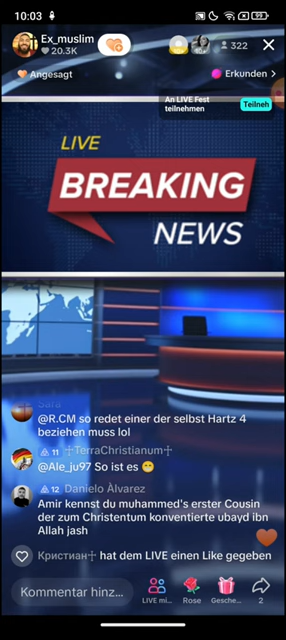 10:03
99
Ex_muslim
20.3K
322
Angesagt
Erkunden >
An LIVE Fest
teilnehmen
Teilneh
LIVE
BREAKING
NEWS
Sara
@R.CM so redet einer der selbst Hartz 4
beziehen muss lol
11 ☩TerraChristianum☩
@Ale_ju97 So ist es 😁
12 Danielo Àlvarez
Amir kennst du muhammed's erster Cousin
der zum Christentum konventierte ubayd ibn
Allah jash
Кристиан☩ hat dem LIVE einen Like gegeben
Kommentar hinz...
LIVE mi...
Rose
Gesche...
2